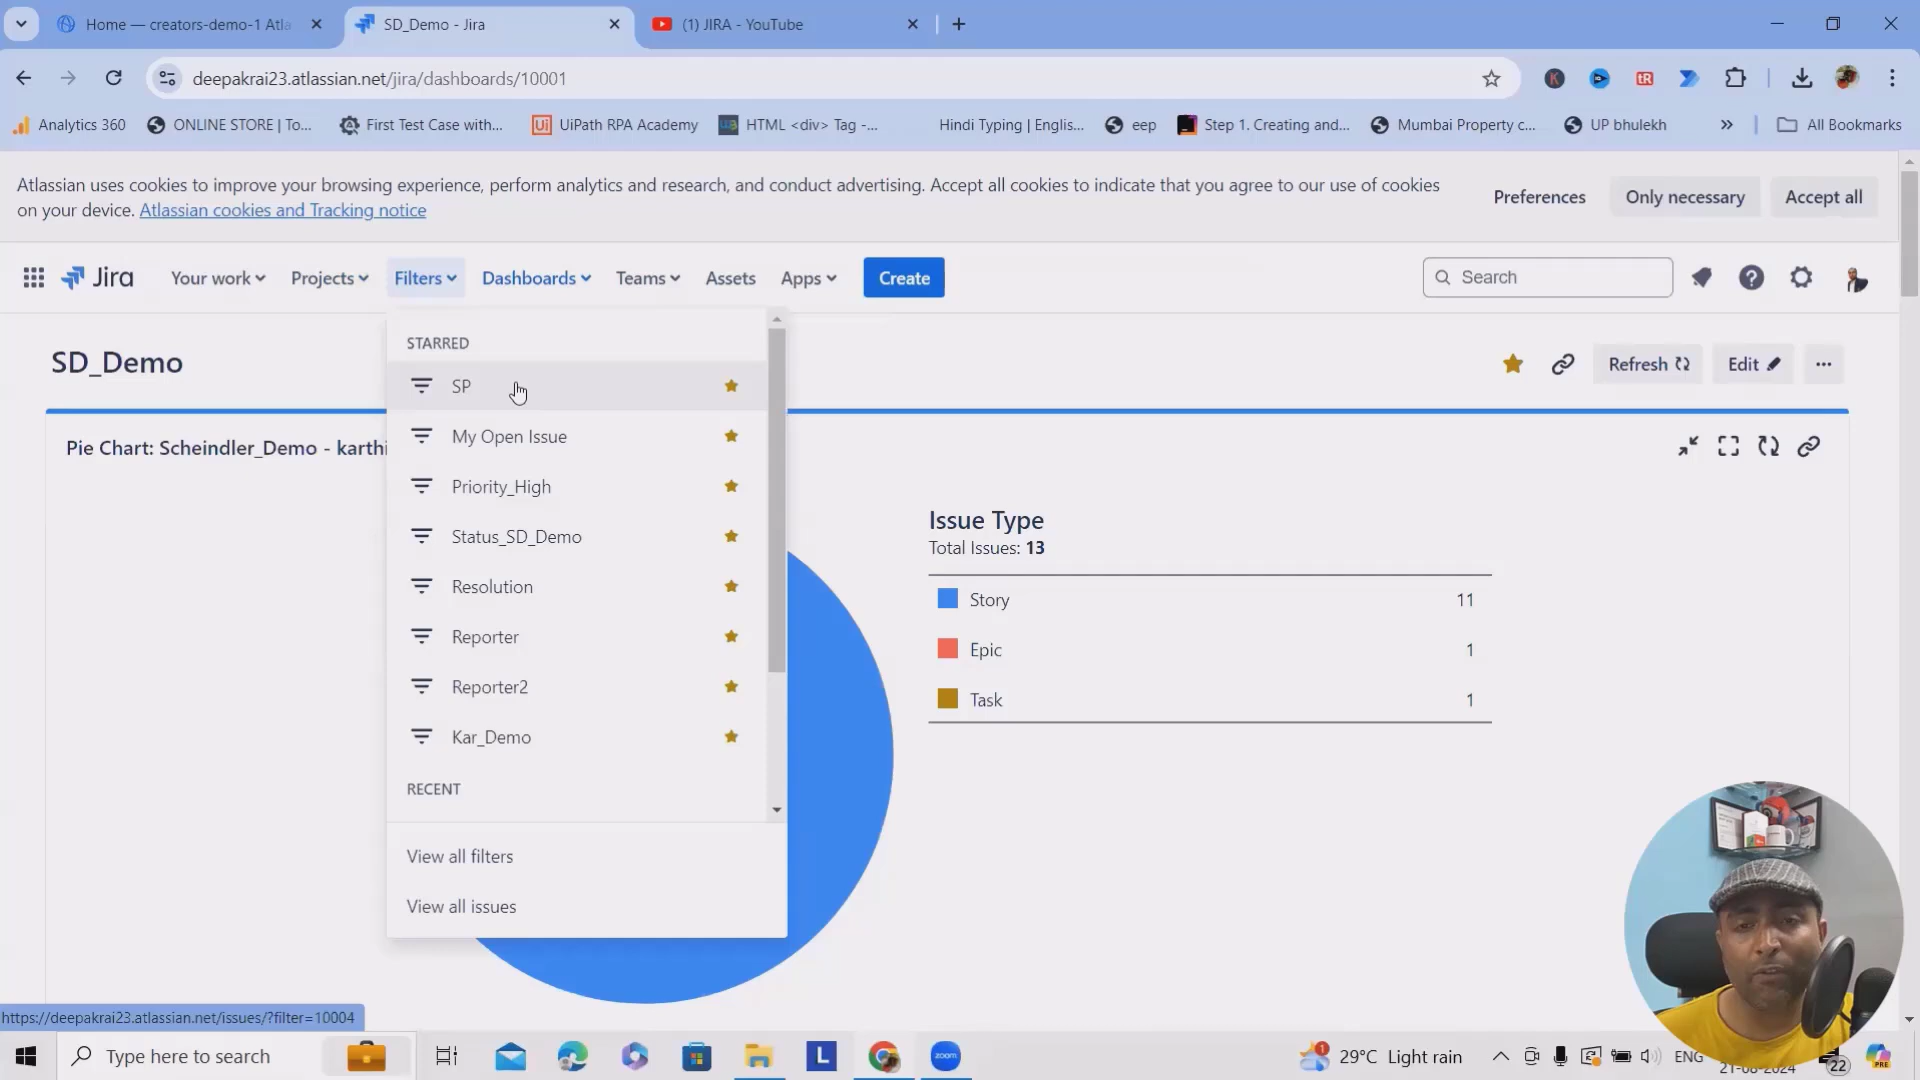 Home — creators-demo-1 Atla
SD_Demo - Jira
(1) JIRA - YouTube
deepakrai23.atlassian.net/jira/dashboards/10001
Analytics 360
ONLINE STORE | To...
First Test Case with...
UiPath RPA Academy
HTML <div> Tag -...
Hindi Typing | Englis...
eep
Step 1. Creating and...
Mumbai Property c...
UP bhulekh
All Bookmarks
Atlassian uses cookies to improve your browsing experience, perform analytics and research, and conduct advertising. Accept all cookies to indicate that you agree to our use of cookies
on your device. Atlassian cookies and Tracking notice
Preferences
Only necessary
Accept all
Jira
Your work
Projects
Filters
Dashboards
Teams
Assets
Apps
Create
Search
SD_Demo
Refresh
Edit
STARRED
SP
My Open Issue
Priority_High
Status_SD_Demo
Resolution
Reporter
Reporter2
Kar_Demo
RECENT
View all filters
View all issues
Pie Chart: Scheindler_Demo - karthi
Issue Type
Total Issues: 13
Story 11
Epic 1
Task 1
https://deepakrai23.atlassian.net/issues/?filter=10004
Type here to search
L
zoom
29°C Light rain
ENG
21-08-2024
22
PRE